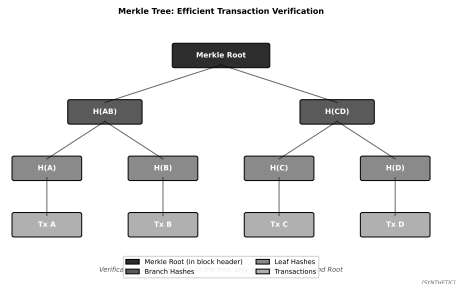 Merkle Tree: Efficient Transaction Verification
Merkle Root
H(AB) H(CD)
H(A) H(B) H(C) H(D)
Tx A Tx B Tx C Tx D
Merkle Root (in block header) Leaf Hashes
Branch Hashes Transactions
Root
[SYNTHETIC]